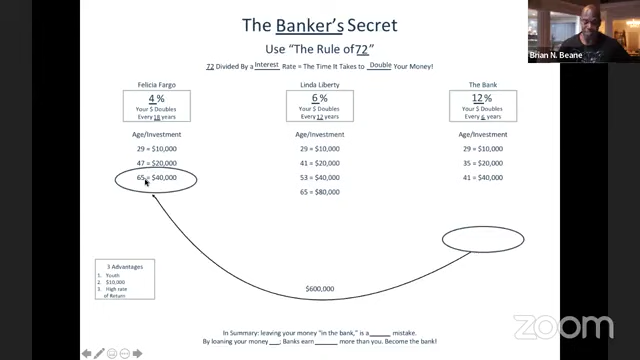 The Banker's Secret
Use "The Rule of 72"
72 Divided By a Interest Rate = The Time It Takes to Double Your Money!
Brian N. Beane
Felicia Fargo
4%
Your $ Doubles
Every 18 years
Age/Investment
29 = $10,000
47 = $20,000
65 = $40,000
Linda Liberty
6%
Your $ Doubles
Every 12 years
Age/Investment
29 = $10,000
41 = $20,000
53 = $40,000
65 = $80,000
The Bank
12%
Your $ Doubles
Every 6 years
Age/Investment
29 = $10,000
35 = $20,000
41 = $40,000
3 Advantages
1. Youth
2. $10,000
3. High rate
of Return
$600,000
In Summary: leaving your money "in the bank," is a______ mistake.
By loaning your money ___; Banks earn ______ more than you. Become the bank!
zoom